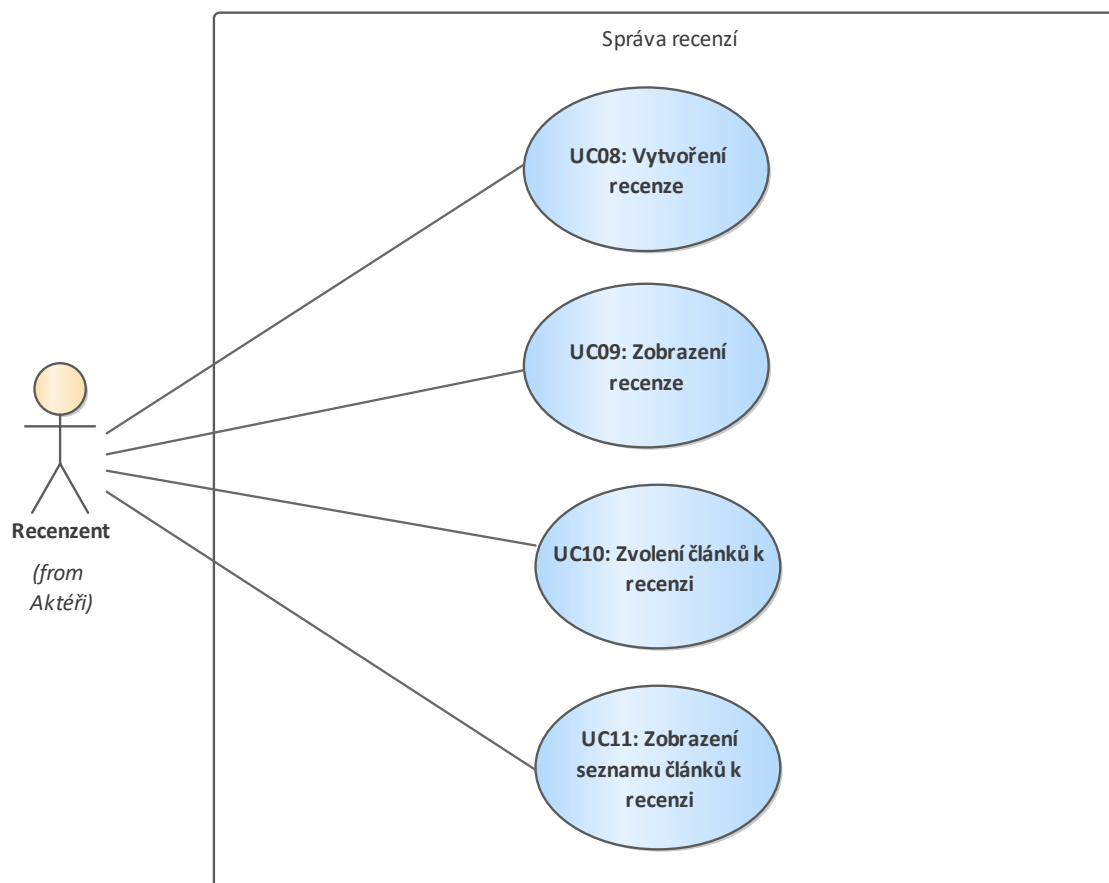 Správa recenzí
UC08: Vytvoření
recenze
UC09: Zobrazení
recenze
Recenzent
(from
Aktéři)
UC10: Zvolení článků k
recenzi
UC11: Zobrazení
seznamu článků k
recenzi